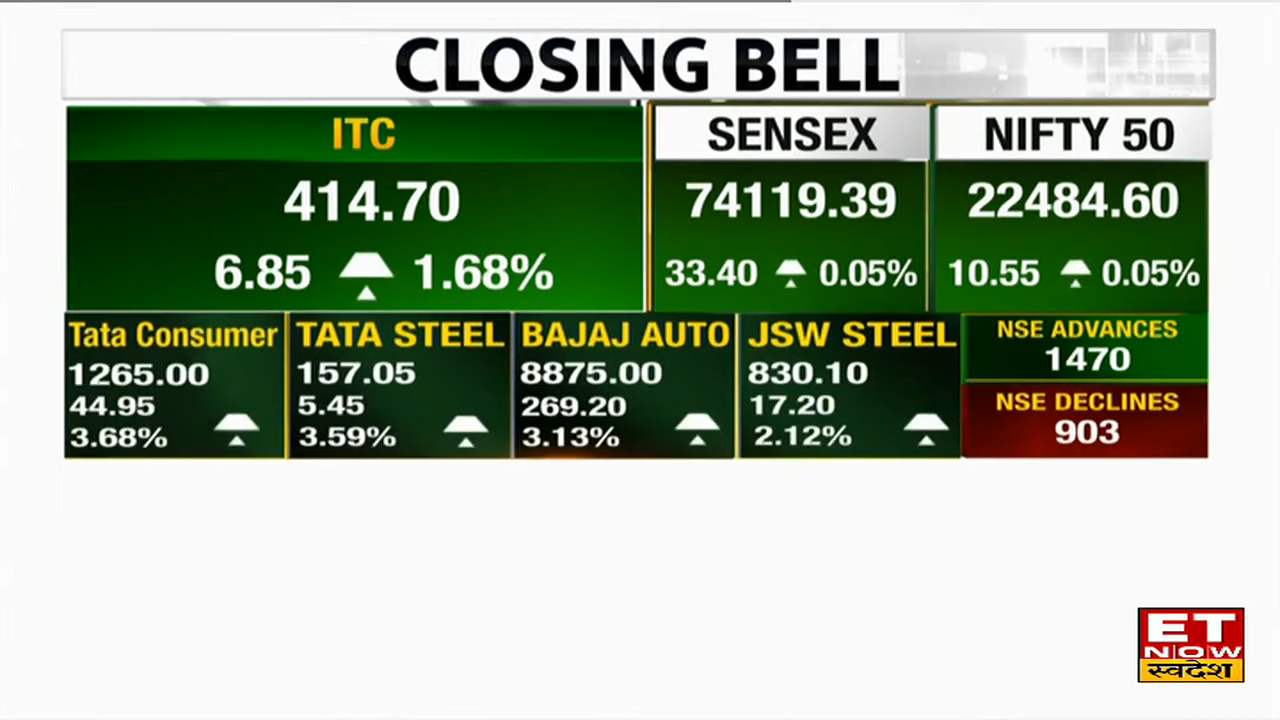 CLOSING BELL
ITC
414.70
6.85 1.68%
SENSEX
74119.39
33.40 0.05%
NIFTY 50
22484.60
10.55 0.05%
Tata Consumer
1265.00
44.95
3.68%
TATA STEEL
157.05
5.45
3.59%
BAJAJ AUTO
8875.00
269.20
3.13%
JSW STEEL
830.10
17.20
2.12%
NSE ADVANCES
1470
NSE DECLINES
903
ET
NOW
स्वदेश